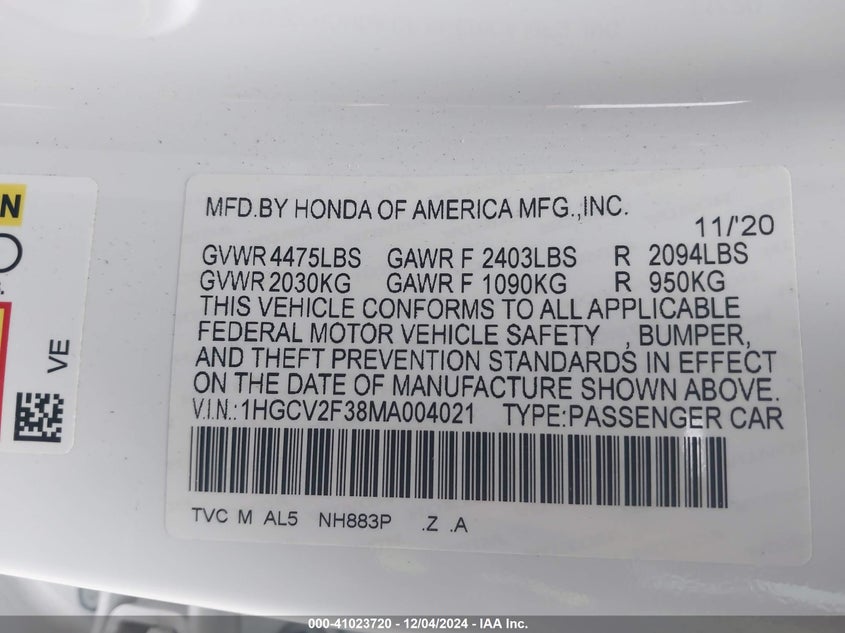 MFD.BY HONDA OF AMERICA MFG.,INC.
11/'20
GVWR 4475LBS GAWR F 2403LBS R 2094LBS
GVWR 2030KG GAWR F 1090KG R 950KG
THIS VEHICLE CONFORMS TO ALL APPLICABLE
FEDERAL MOTOR VEHICLE SAFETY , BUMPER,
AND THEFT PREVENTION STANDARDS IN EFFECT
ON THE DATE OF MANUFACTURE SHOWN ABOVE.
V.I.N.:1HGCV2F38MA004021 TYPE:PASSENGER CAR
TVC M AL5 NH883P .Z .A
VE
000-41023720 - 12/04/2024 - IAA Inc.